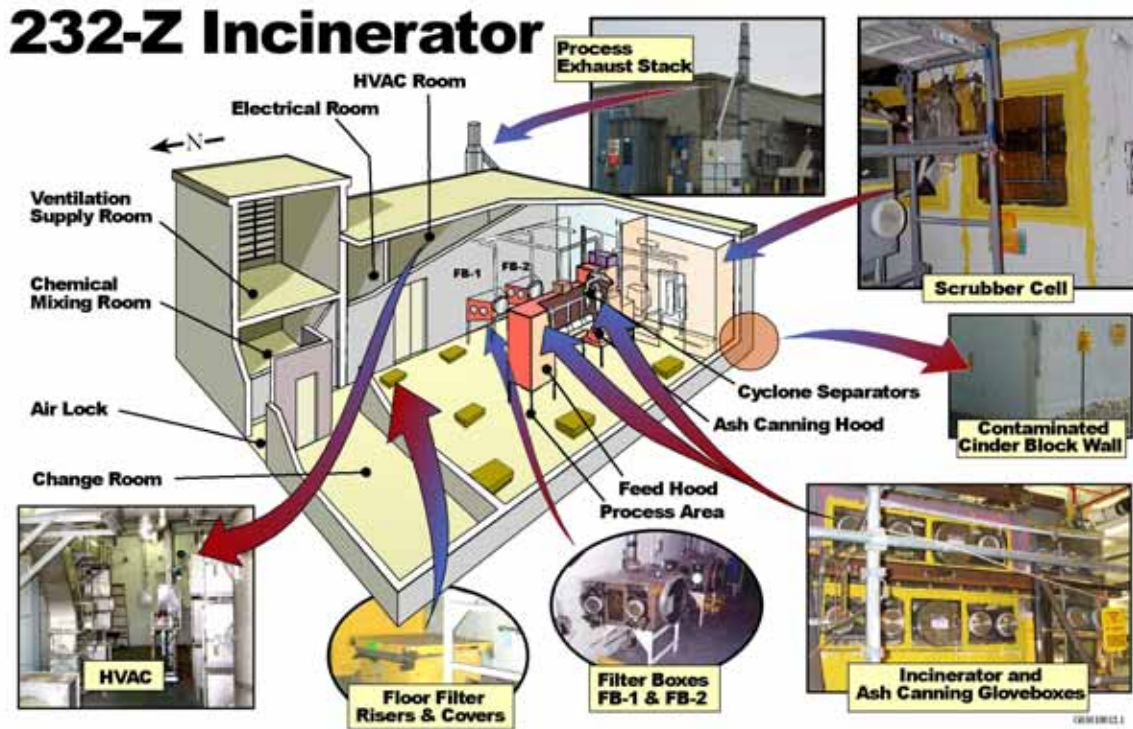 232-Z Incinerator
Process
Exhaust Stack
HVAC Room
Electrical Room
N
Ventilation
Supply Room
FB-1
FB-2
Scrubber Cell
Chemical
Mixing Room
Cyclone Separators
Air Lock
Ash Canning Hood
Contaminated
Cinder Block Wall
Change Room
Feed Hood
Process Area
HVAC
Floor Filter
Risers & Covers
Filter Boxes
FB-1 & FB-2
Incinerator and
Ash Canning Gloveboxes